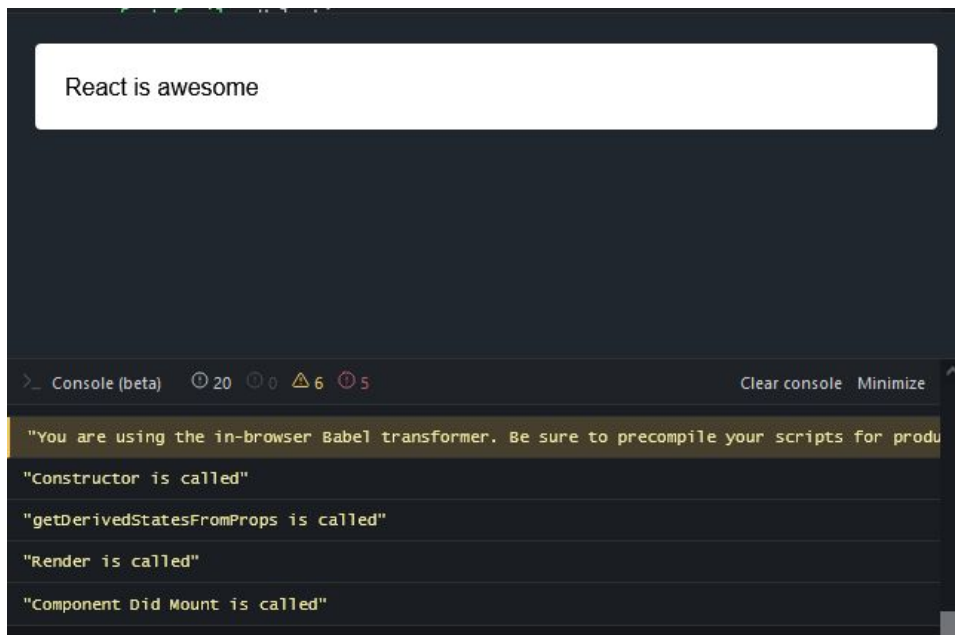 React is awesome
>_ Console (beta) 20 0 6 5 Clear console Minimize
"You are using the in-browser Babel transformer. Be sure to precompile your scripts for produ
"Constructor is called"
"getDerivedStatesFromProps is called"
"Render is called"
"Component Did Mount is called"